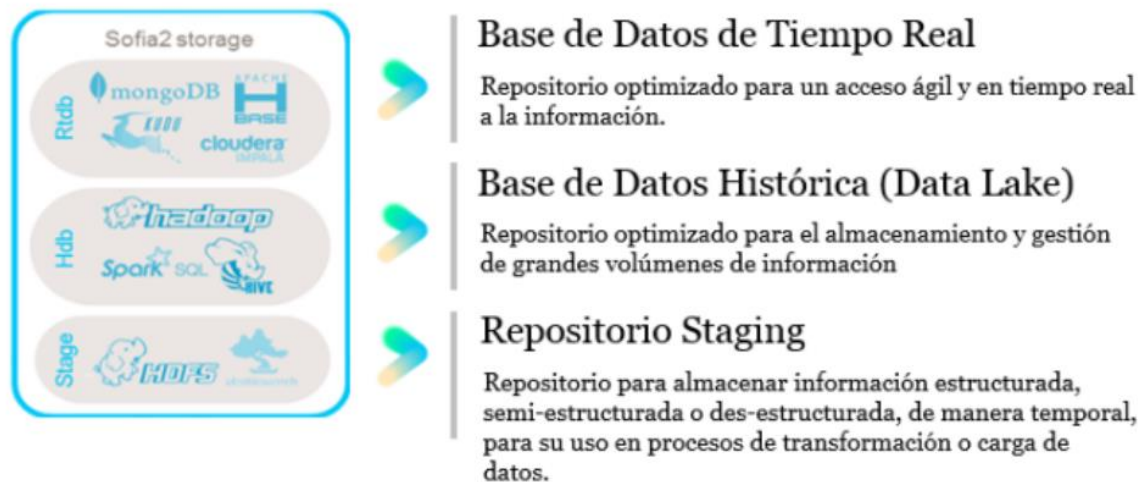 Sofia2 storage
Rtdb
mongoDB
APACHE
HBASE
KUDU
cloudera
IMPALA
Base de Datos de Tiempo Real
Repositorio optimizado para un acceso ágil y en tiempo real
a la información.
Hdb
hadoop
Spark SQL
HIVE
Base de Datos Histórica (Data Lake)
Repositorio optimizado para el almacenamiento y gestión
de grandes volúmenes de información
Stage
HDFS
Repositorio Staging
Repositorio para almacenar información estructurada,
semi-estructurada o des-estructurada, de manera temporal,
para su uso en procesos de transformación o carga de
datos.